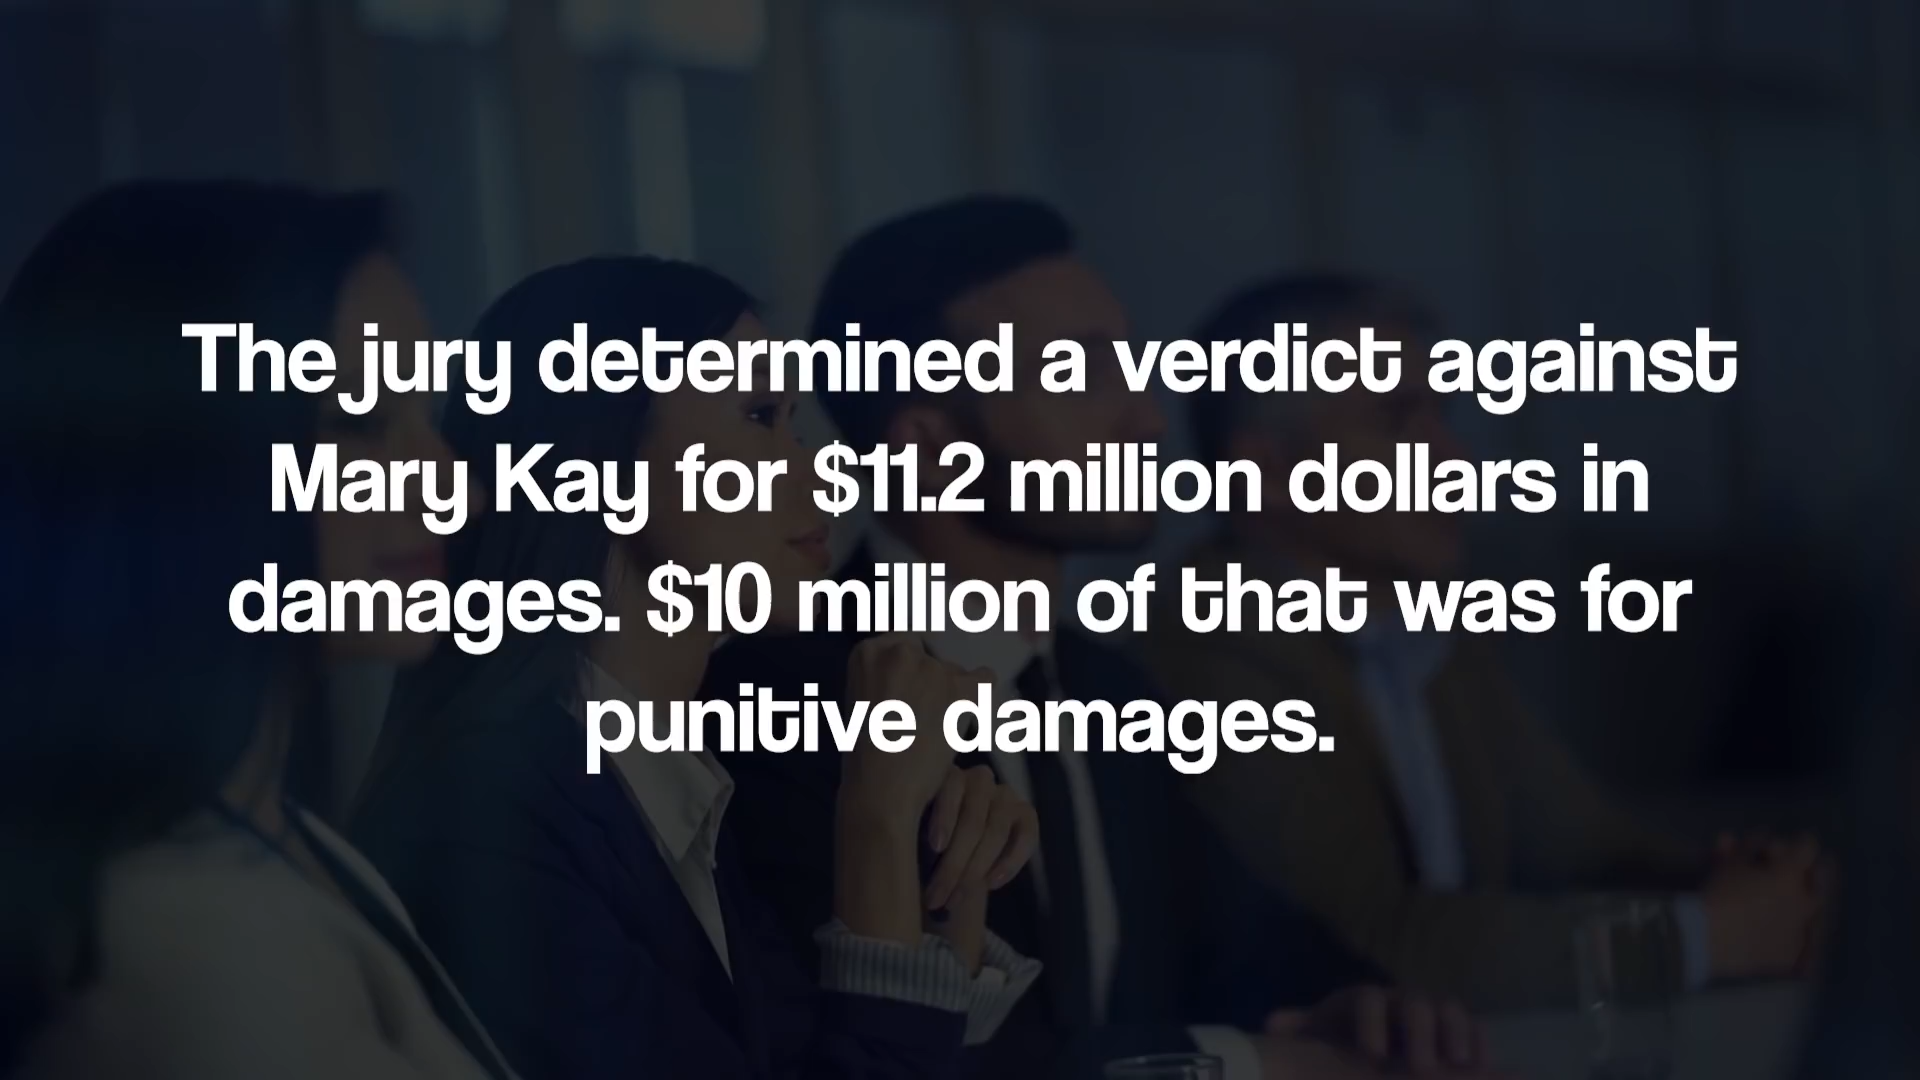 The jury determined a verdict against
Mary Kay for $11.2 million dollars in
damages. $10 million of that was for
punitive damages.